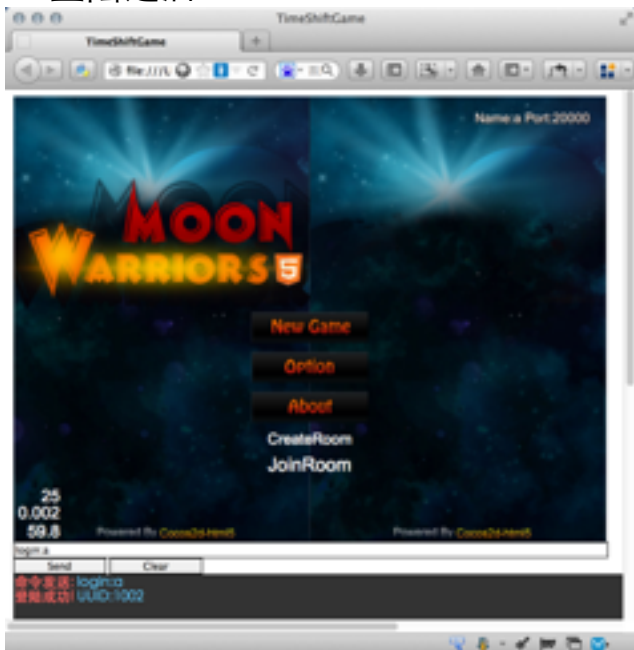 TimeShiftGame
TimeShiftGame
Name:a Port:20000
MOON
WARRIORS 5
New Game
Option
About
CreateRoom
JoinRoom
25
0.002
59.8
Powered By Cocos2d-html5
Powered By Cocos2d-html5
login:a
Send
Clear
命令发送: login:a
登陆成功! UUID:1002